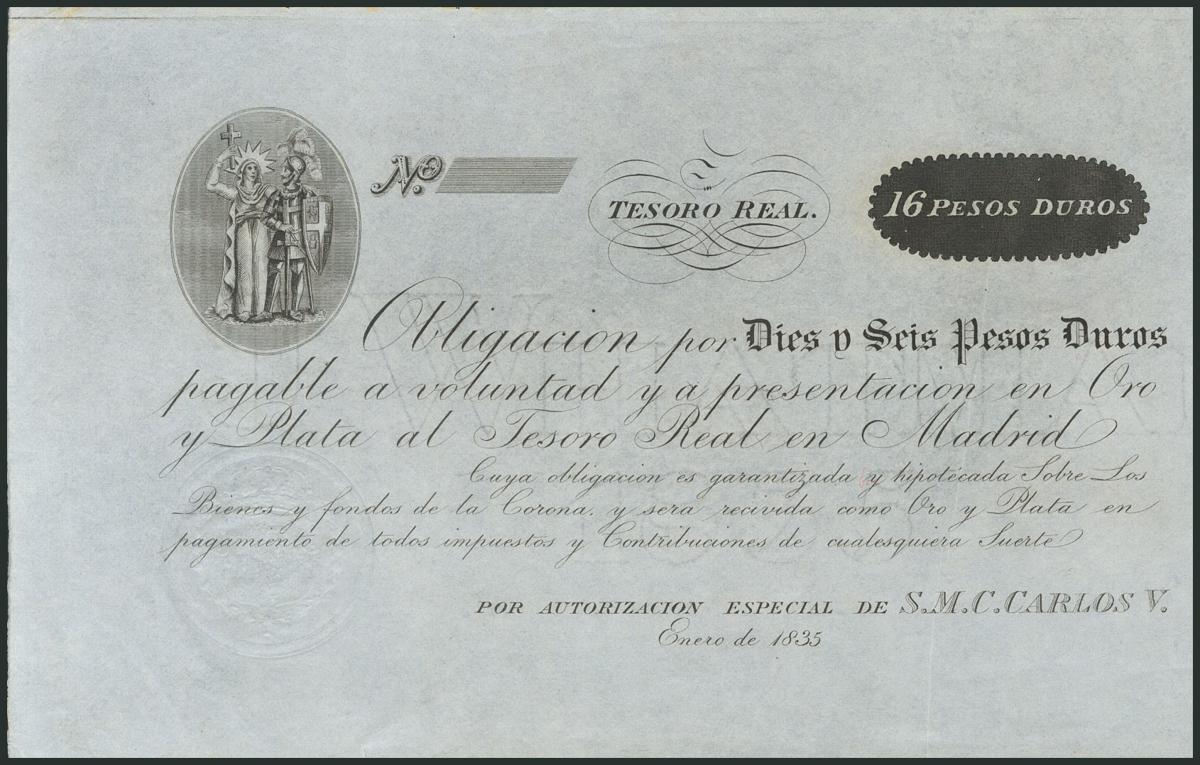 No.
TESORO REAL.
16 PESOS DUROS
Obligacion por Dies y Seis Pesos Duros
pagable a voluntad y a presentacion en Oro
y Plata al Tesoro Real en Madrid
Cuya obligacion es garantizada y hipotécada Sobre Los
Bienes y fondos de la Corona, y sera recivida como Oro y Plata en
pagamiento de todos impuestos y Contribuciones de cualesquiera Suerte
POR AUTORIZACION ESPECIAL DE S.M.C. CARLOS V.
Enero de 1835